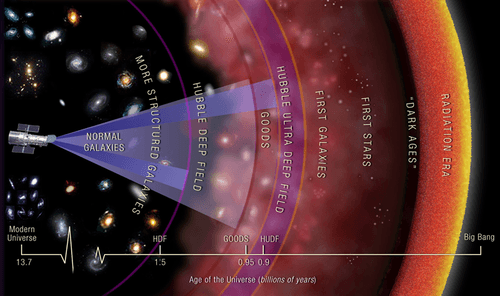 NORMAL
GALAXIES
MORE STRUCTURED GALAXIES
HUBBLE DEEP FIELD
GOODS
HUBBLE ULTRA DEEP FIELD
FIRST GALAXIES
FIRST STARS
"DARK AGES"
RADIATION ERA
Modern
Universe
HDF
GOODS
HUDF
Big Bang
13.7
1.5
0.95
0.9
Age of the Universe (billions of years)